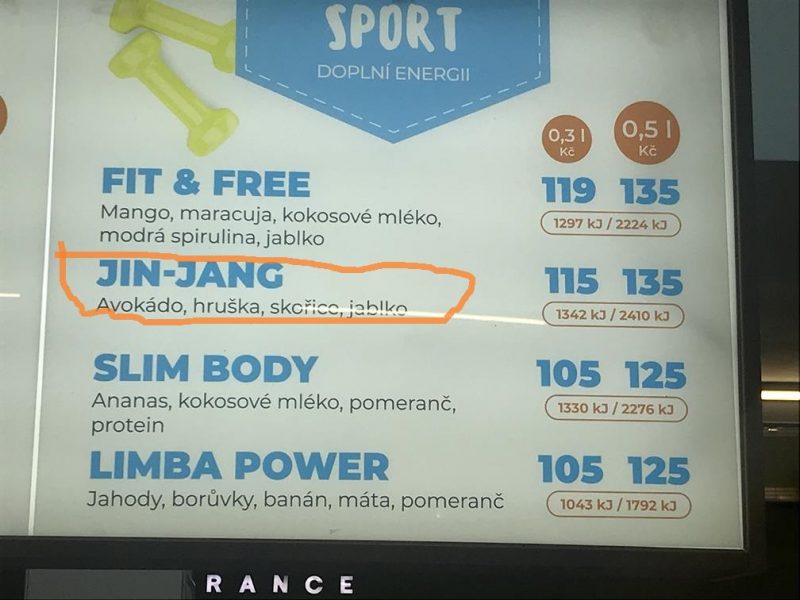 SPORT
DOPLNÍ ENERGII
0,3 l
Kč
0,5 l
Kč
FIT & FREE
119 135
Mango, maracuja, kokosové mléko,
modrá spirulina, jablko
1297 kJ / 2224 kJ
JIN-JANG
115 135
Avokádo, hruška, skořice, jablko
1342 kJ / 2410 kJ
SLIM BODY
105 125
Ananas, kokosové mléko, pomeranč,
protein
1330 kJ / 2276 kJ
LIMBA POWER
105 125
Jahody, borůvky, banán, máta, pomeranč
1043 kJ / 1792 kJ
RANCE